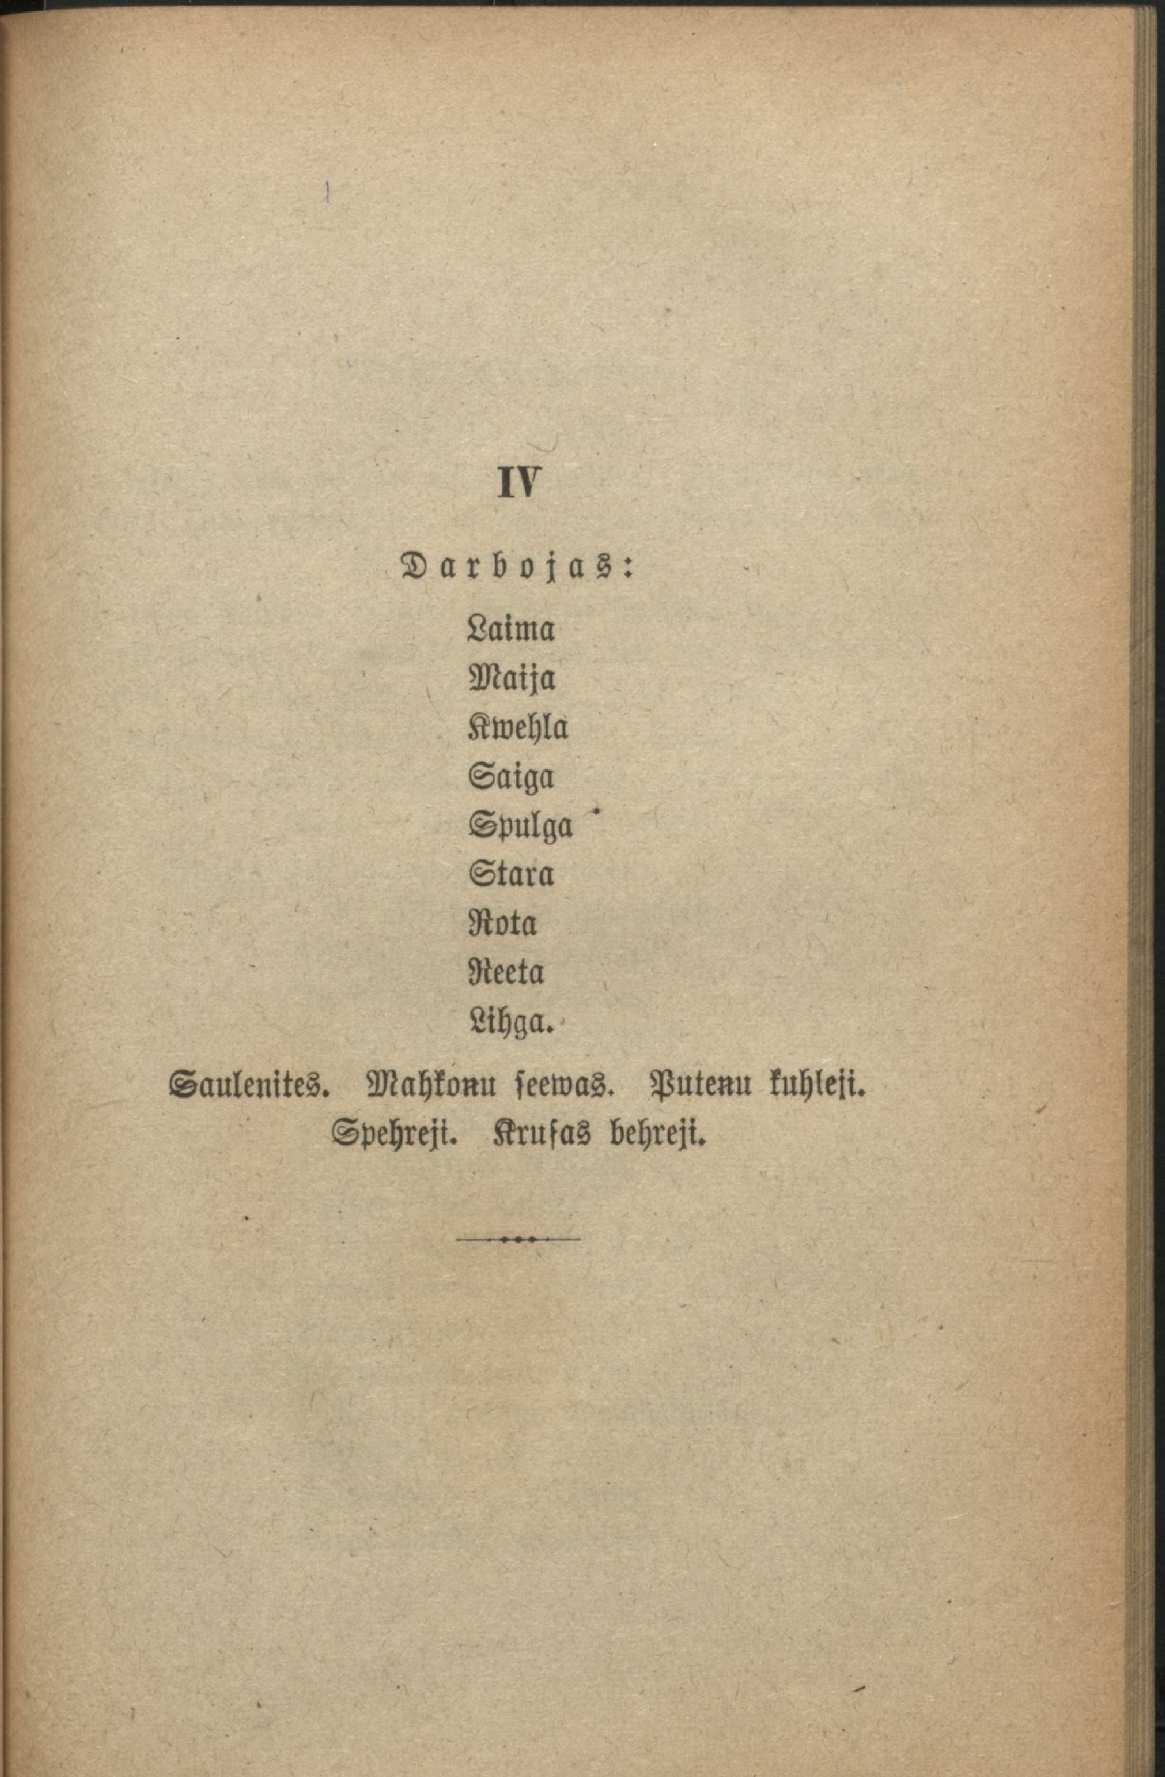 IV
Darbojas:
Laima
Maija
Kwehla
Saiga
Spulga
Stara
Rota
Reeta
Lihga.
Saulenites. Mahkonu seewas. Putenu kuhleji.
Spehreji. Krusas behreji.